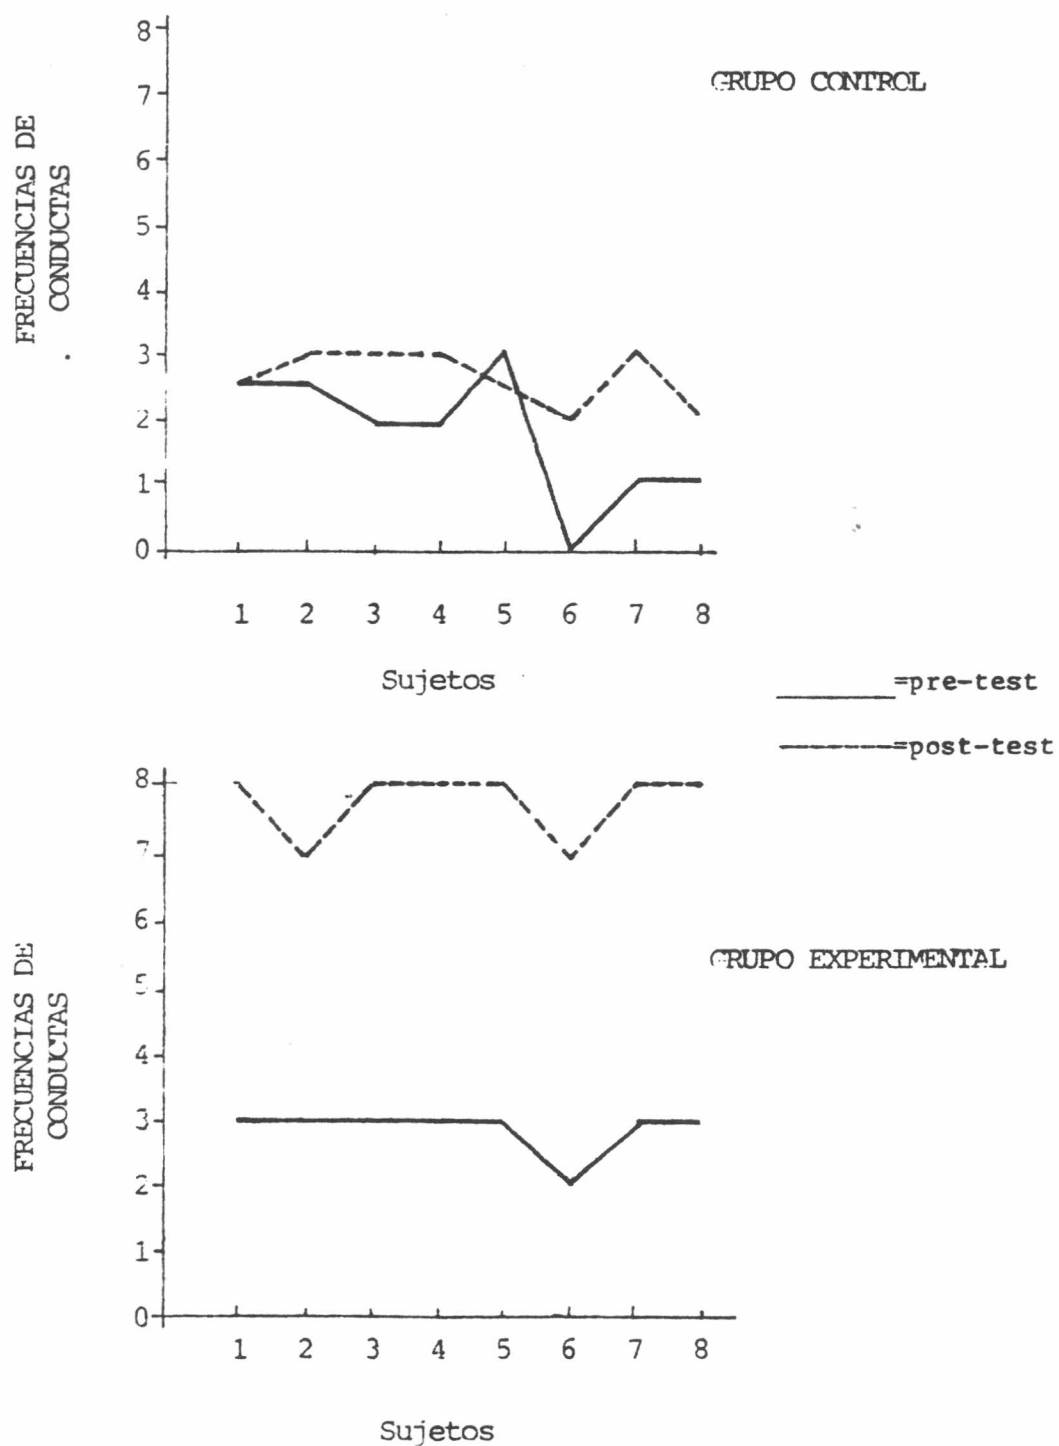 GRUPO CONTROL
FRECUENCIAS DE
CONDUCTAS
8
7
6
5
4
3
2
1
0
1 2 3 4 5 6 7 8
Sujetos
=pre-test
=post-test
GRUPO EXPERIMENTAL
FRECUENCIAS DE
CONDUCTAS
8
7
6
5
4
3
2
1
0
1 2 3 4 5 6 7 8
Sujetos